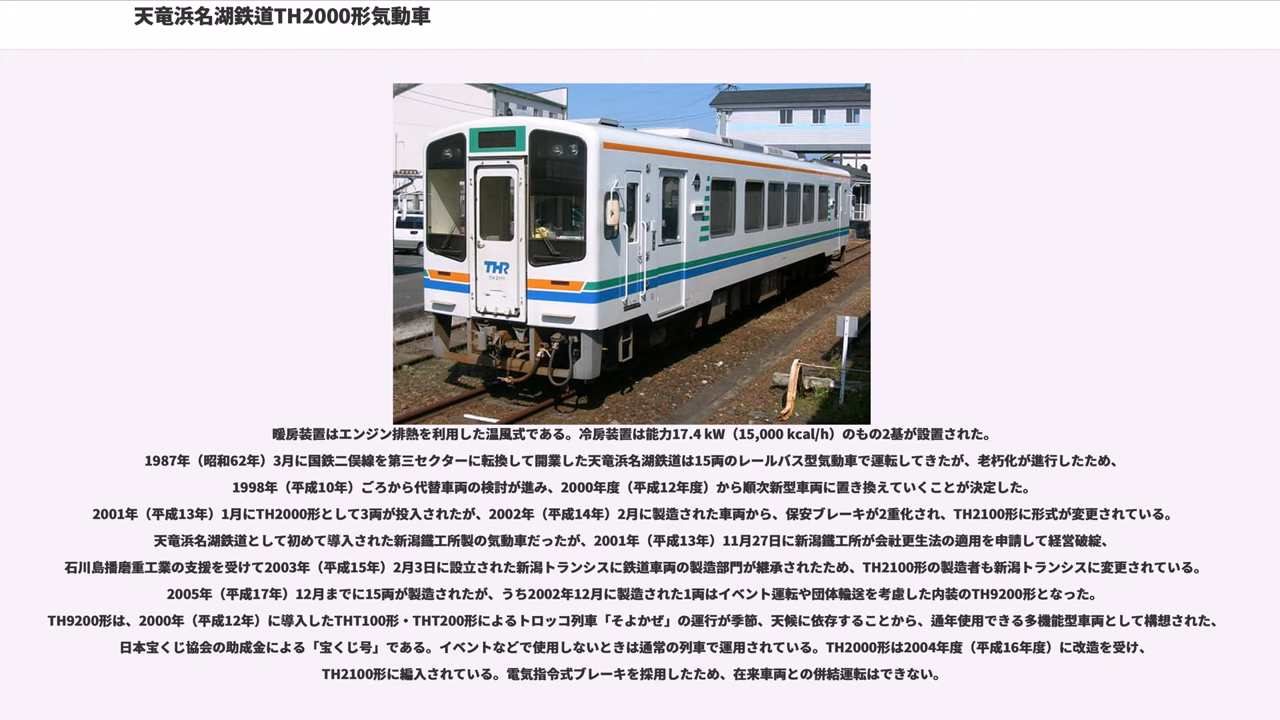 天竜浜名湖鉄道TH2000形気動車
THR
暖房装置はエンジン排熱を利用した温風式である。冷房装置は能力17.4 kW（15,000 kcal/h）のもの2基が設置された。
1987年（昭和62年）3月に国鉄二俣線を第三セクターに転換して開業した天竜浜名湖鉄道は15両のレールバス型気動車で運転してきたが、老朽化が進行したため、
1998年（平成10年）ごろから代替車両の検討が進み、2000年度（平成12年度）から順次新型車両に置き換えていくことが決定した。
2001年（平成13年）1月にTH2000形として3両が投入されたが、2002年（平成14年）2月に製造された車両から、保安ブレーキが2重化され、TH2100形に形式が変更されている。
天竜浜名湖鉄道として初めて導入された新潟鐵工所製の気動車だったが、2001年（平成13年）11月27日に新潟鐵工所が会社更生法の適用を申請して経営破綻、
石川島播磨重工業の支援を受けて2003年（平成15年）2月3日に設立された新潟トランシスに鉄道車両の製造部門が継承されたため、TH2100形の製造者も新潟トランシスに変更されている。
2005年（平成17年）12月までに15両が製造されたが、うち2002年12月に製造された1両はイベント運転や団体輸送を考慮した内装のTH9200形となった。
TH9200形は、2000年（平成12年）に導入したTHT100形・THT200形によるトロッコ列車「そよかぜ」の運行が季節、天候に依存することから、通年使用できる多機能型車両として構想された、
日本宝くじ協会の助成金による「宝くじ号」である。イベントなどで使用しないときは通常の列車で運用されている。TH2000形は2004年度（平成16年度）に改造を受け、
TH2100形に編入されている。電気指令式ブレーキを採用したため、在来車両との併結運転はできない。